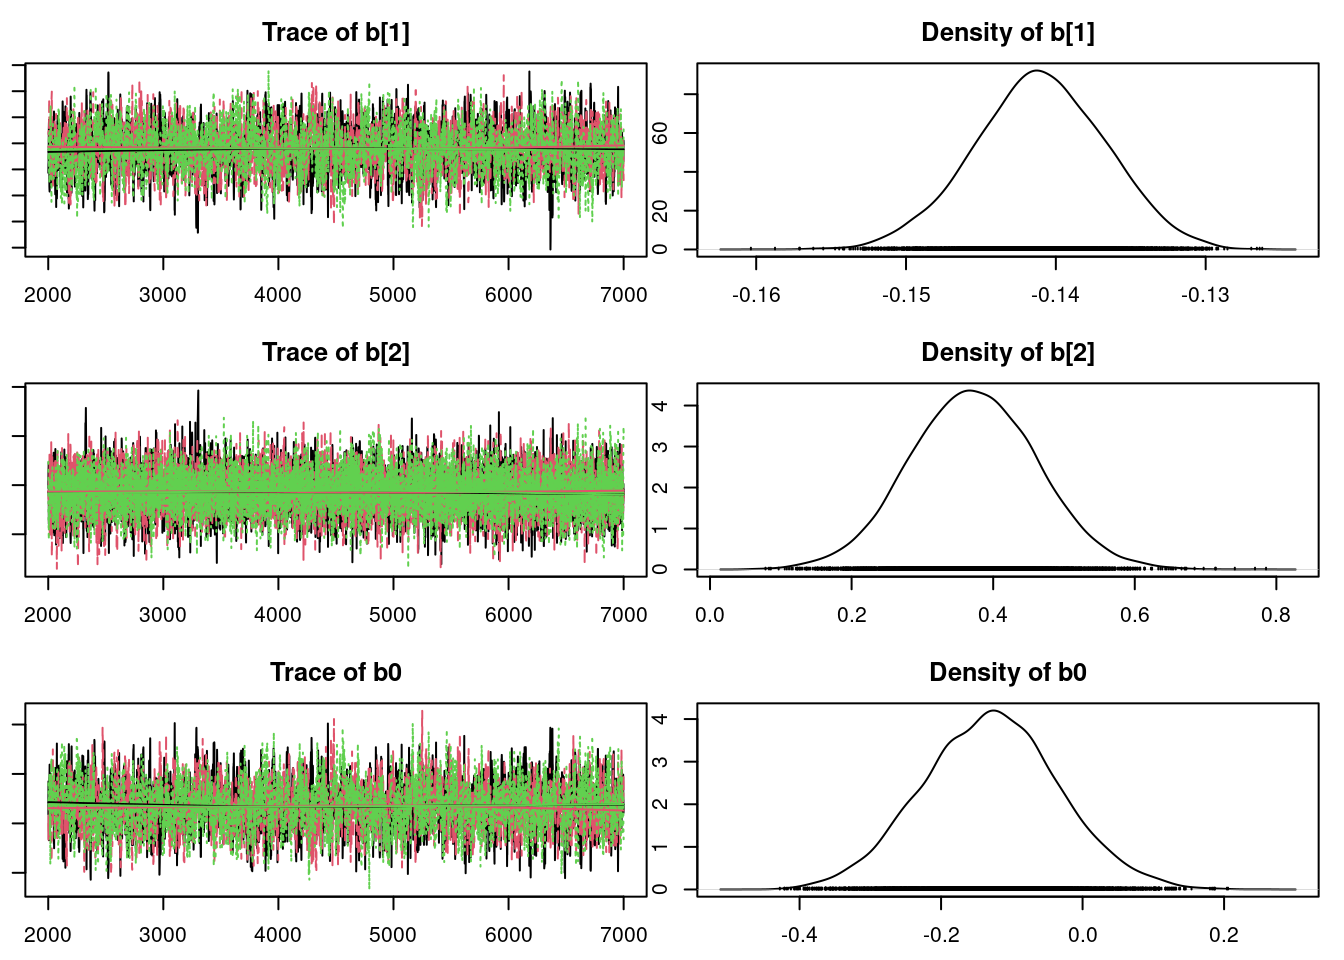 Trace of b[1]
2000 3000 4000 5000 6000 7000
Density of b[1]
0 20 60
-0.16 -0.15 -0.14 -0.13
Trace of b[2]
2000 3000 4000 5000 6000 7000
Density of b[2]
0 1 2 3 4
0.0 0.2 0.4 0.6 0.8
Trace of b0
2000 3000 4000 5000 6000 7000
Density of b0
0 1 2 3 4
-0.4 -0.2 0.0 0.2